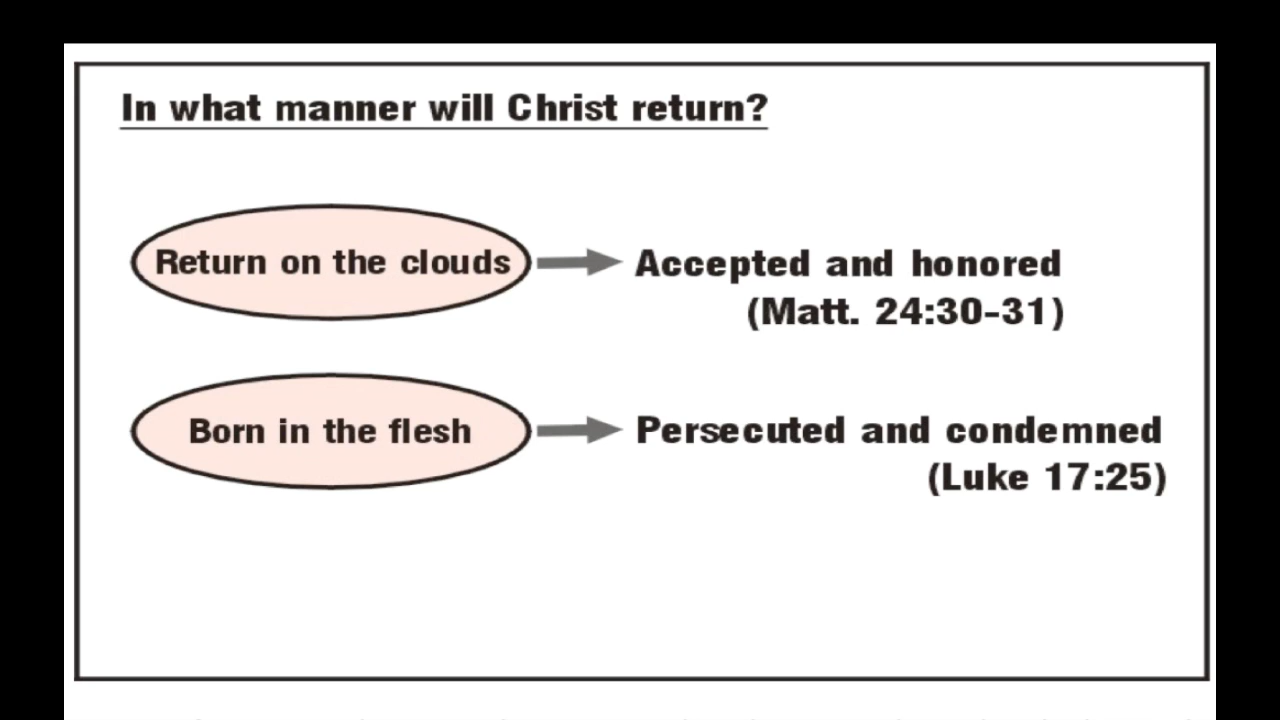 In what manner will Christ return?
Return on the clouds
Accepted and honored
(Matt. 24:30-31)
Born in the flesh
Persecuted and condemned
(Luke 17:25)